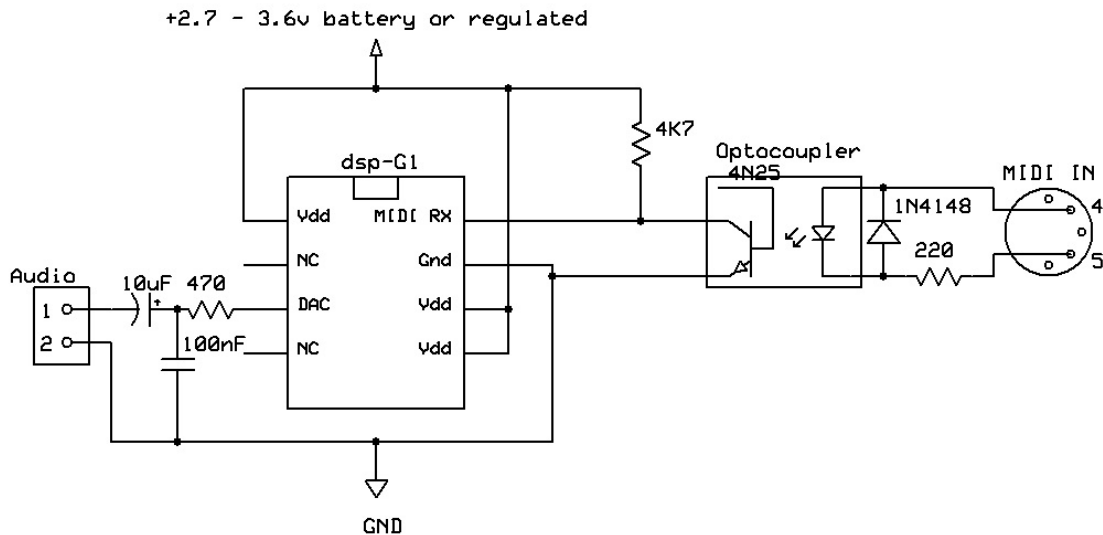 +2.7 - 3.6v battery or regulated
4K7
dsp-G1
Optocoupler
4N25
MIDI IN
Vdd
MIDI RX
1N4148
4
NC
Gnd
220
5
Audio
10uF
470
+
1
DAC
Vdd
2
100nF
NC
Vdd
GND